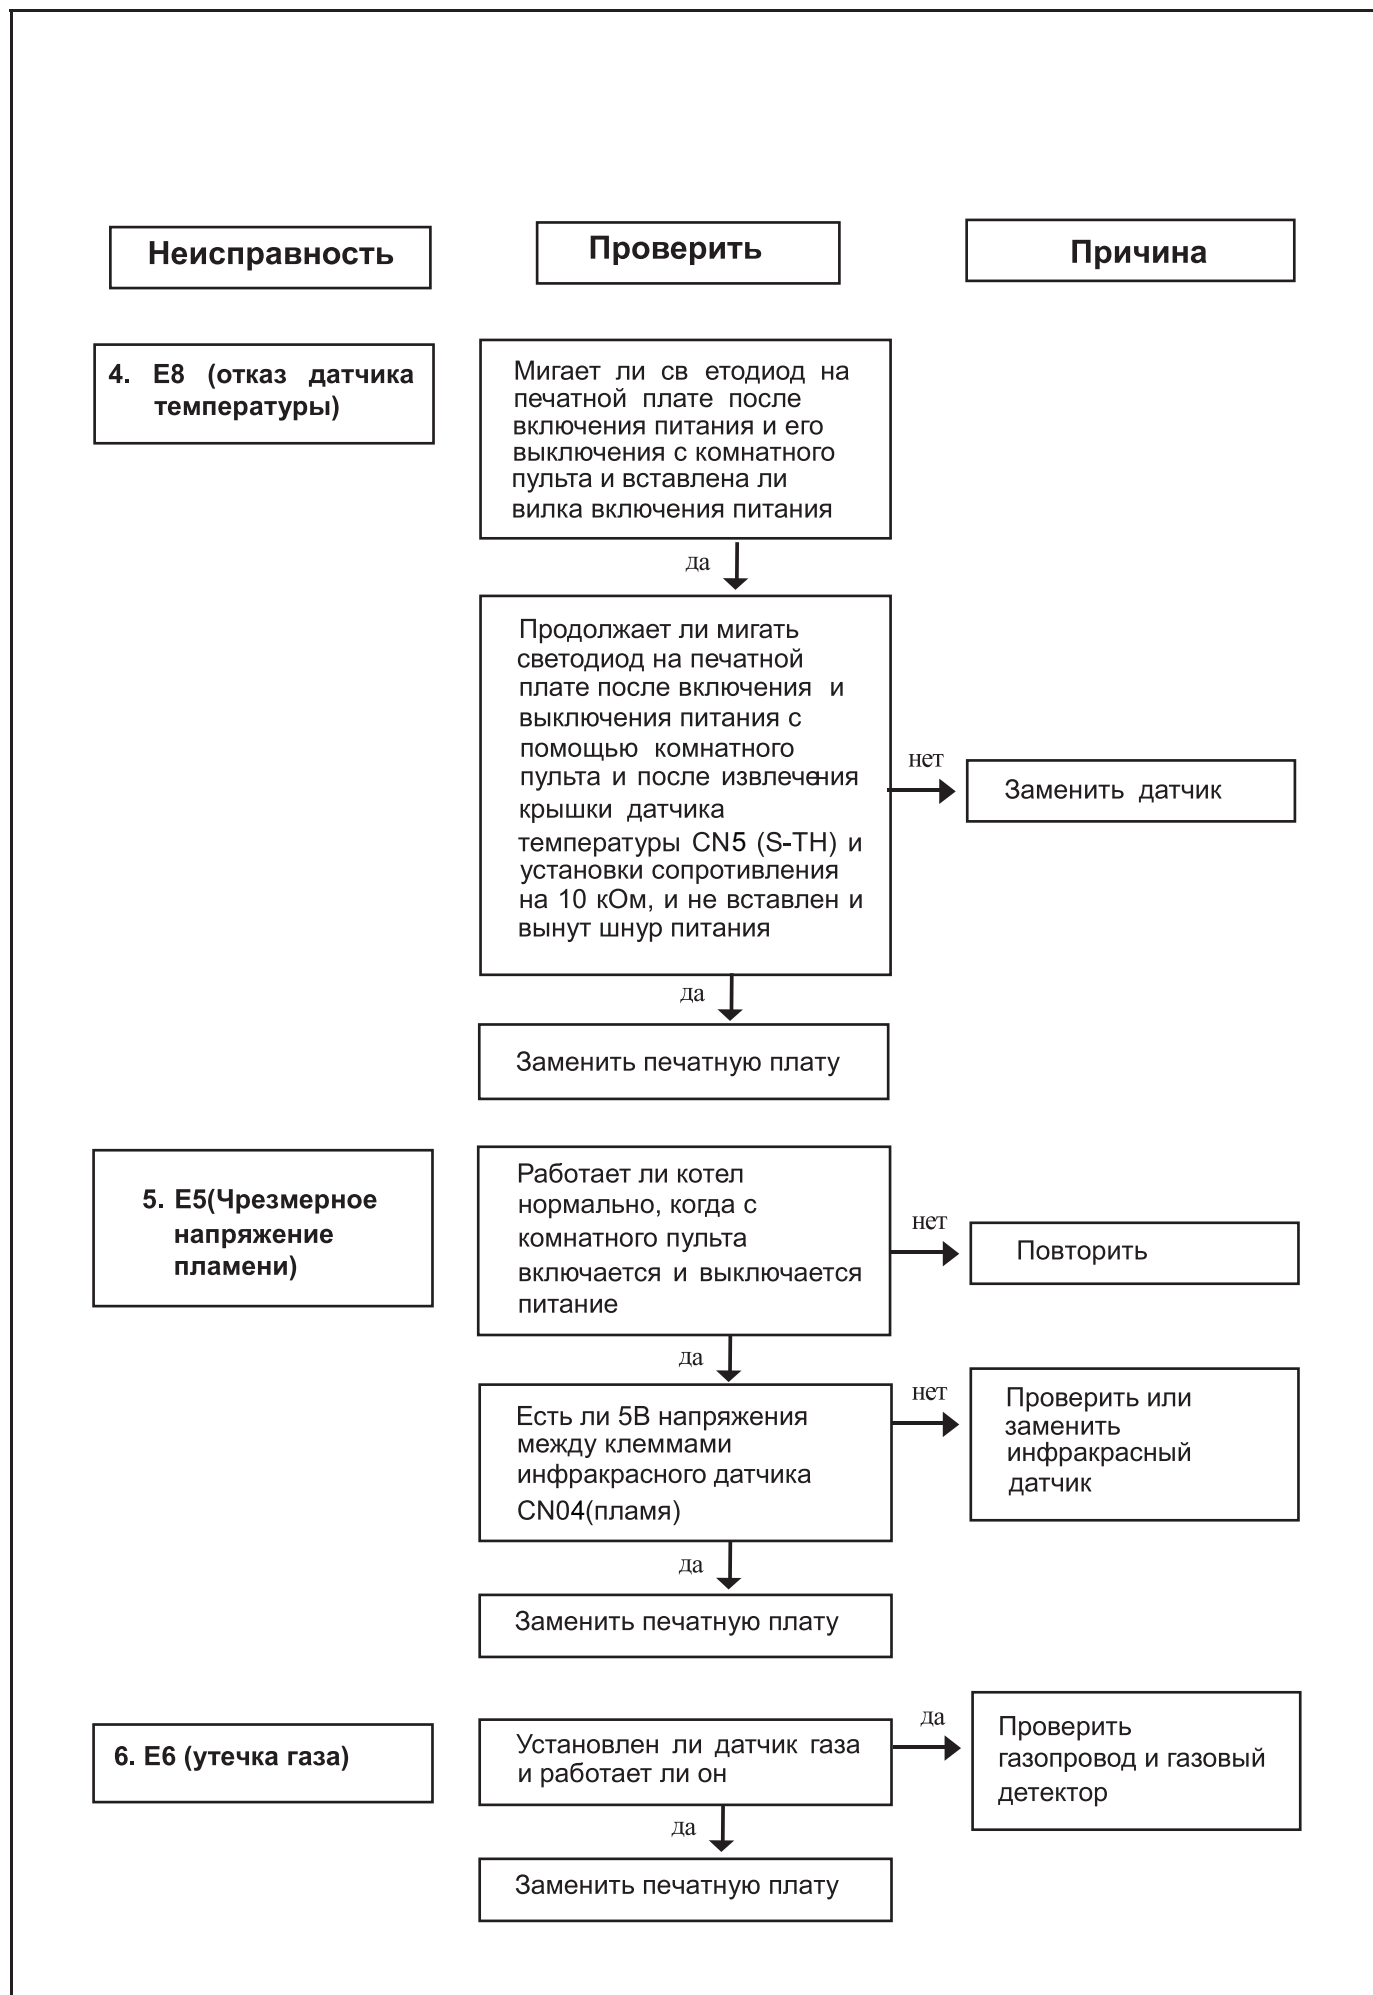 Неисправность
Проверить
Причина
4. E8 (отказ датчика
температуры)
Мигает ли св етодиод на
печатной плате после
включения питания и его
выключения с комнатного
пульта и вставлена ли
вилка включения питания
да
Продолжает ли мигать
светодиод на печатной
плате после включения и
выключения питания с
помощью комнатного
пульта и после извлечения
крышки датчика
температуры CN5 (S-TH) и
установки сопротивления
на 10 кОм, и не вставлен и
вынут шнур питания
нет
Заменить датчик
да
Заменить печатную плату
5. E5(Чрезмерное
напряжение
пламени)
Работает ли котел
нормально, когда с
комнатного пульта
включается и выключается
питание
нет
Повторить
да
Есть ли 5В напряжения
между клеммами
инфракрасного датчика
CN04(пламя)
нет
Проверить или
заменить
инфракрасный
датчик
да
Заменить печатную плату
6. E6 (утечка газа)
Установлен ли датчик газа
и работает ли он
да
Проверить
газопровод и газовый
детектор
да
Заменить печатную плату